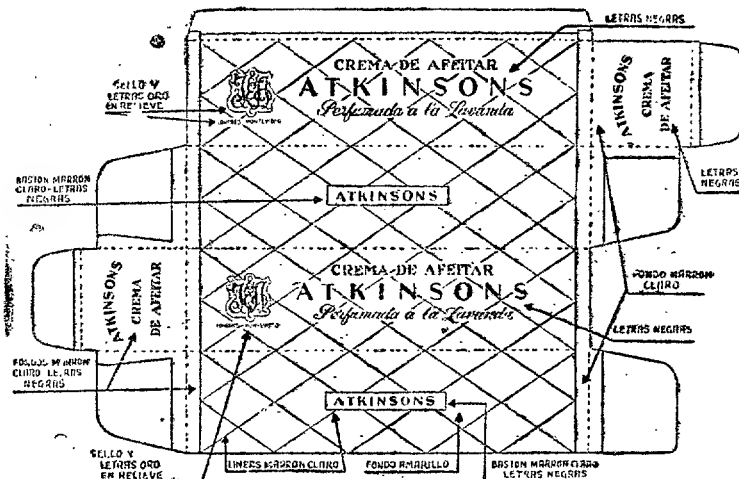 LETRAS NEGRAS
CREMA DE AFEITAR
ATKINSONS
Perfumada a la Lavanda
LONDRES MONTEVIDEO
SELLO Y
LETRAS ORO
EN RELIEVE
ATKINSONS
CREMA
DE AFEITAR
LETRAS
NEGRAS
BASTON MARRON
CLARO-LETRAS
NEGRAS
ATKINSONS
FONDO MARRON
CLARO
CREMA DE AFEITAR
ATKINSONS
Perfumada a la Lavanda
ATKINSONS
CREMA
DE AFEITAR
LETRAS NEGRAS
FONDOS MARRON
CLARO LETRAS
NEGRAS
ATKINSONS
SELLO Y
LETRAS ORO
EN RELIEVE
LINEAS MARRON CLARO
FONDO AMARILLO
BASTON MARRON CLARO
LETRAS NEGRAS